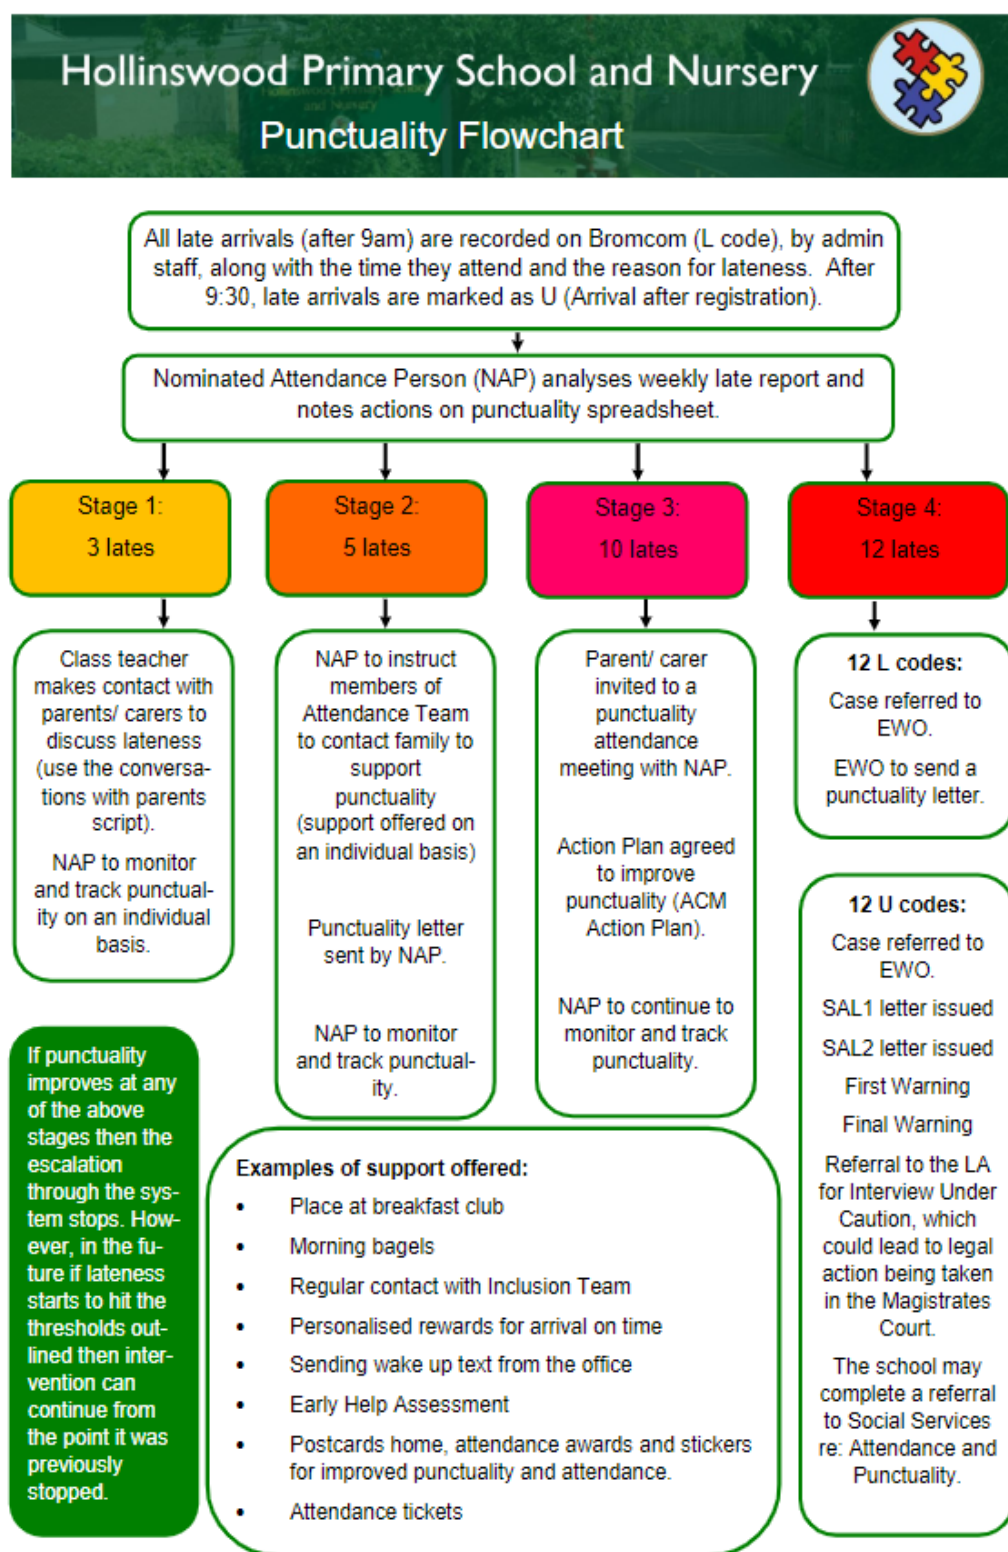 Hollinswood Primary School and Nursery
Punctuality Flowchart
All late arrivals (after 9am) are recorded on Bromcom (L code), by admin
staff, along with the time they attend and the reason for lateness. After
9:30, late arrivals are marked as U (Arrival after registration).
Nominated Attendance Person (NAP) analyses weekly late report and
notes actions on punctuality spreadsheet.
Stage 1:
3 lates
Stage 2:
5 lates
Stage 3:
10 lates
Stage 4:
12 lates
Class teacher
makes contact with
parents/ carers to
discuss lateness
(use the conversa-
tions with parents
script).
NAP to monitor
and track punctual-
ity on an individual
basis.
NAP to instruct
members of
Attendance Team
to contact family to
support
punctuality
(support offered on
an individual basis)
Punctuality letter
sent by NAP.
NAP to monitor
and track punctual-
ity.
Parent/ carer
invited to a
punctuality
attendance
meeting with NAP.
Action Plan agreed
to improve
punctuality (ACM
Action Plan).
NAP to continue to
monitor and track
punctuality.
12 L codes:
Case referred to
EWO.
EWO to send a
punctuality letter.
12 U codes:
Case referred to
EWO.
SAL1 letter issued
SAL2 letter issued
First Warning
Final Warning
Referral to the LA
for Interview Under
Caution, which
could lead to legal
action being taken
in the Magistrates
Court.
The school may
complete a referral
to Social Services
re: Attendance and
Punctuality.
If punctuality
improves at any
of the above
stages then the
escalation
through the sys-
tem stops. How-
ever, in the fu-
ture if lateness
starts to hit the
thresholds out-
lined then inter-
vention can
continue from
the point it was
previously
stopped.
Examples of support offered:
• Place at breakfast club
• Morning bagels
• Regular contact with Inclusion Team
• Personalised rewards for arrival on time
• Sending wake up text from the office
• Early Help Assessment
• Postcards home, attendance awards and stickers
for improved punctuality and attendance.
• Attendance tickets